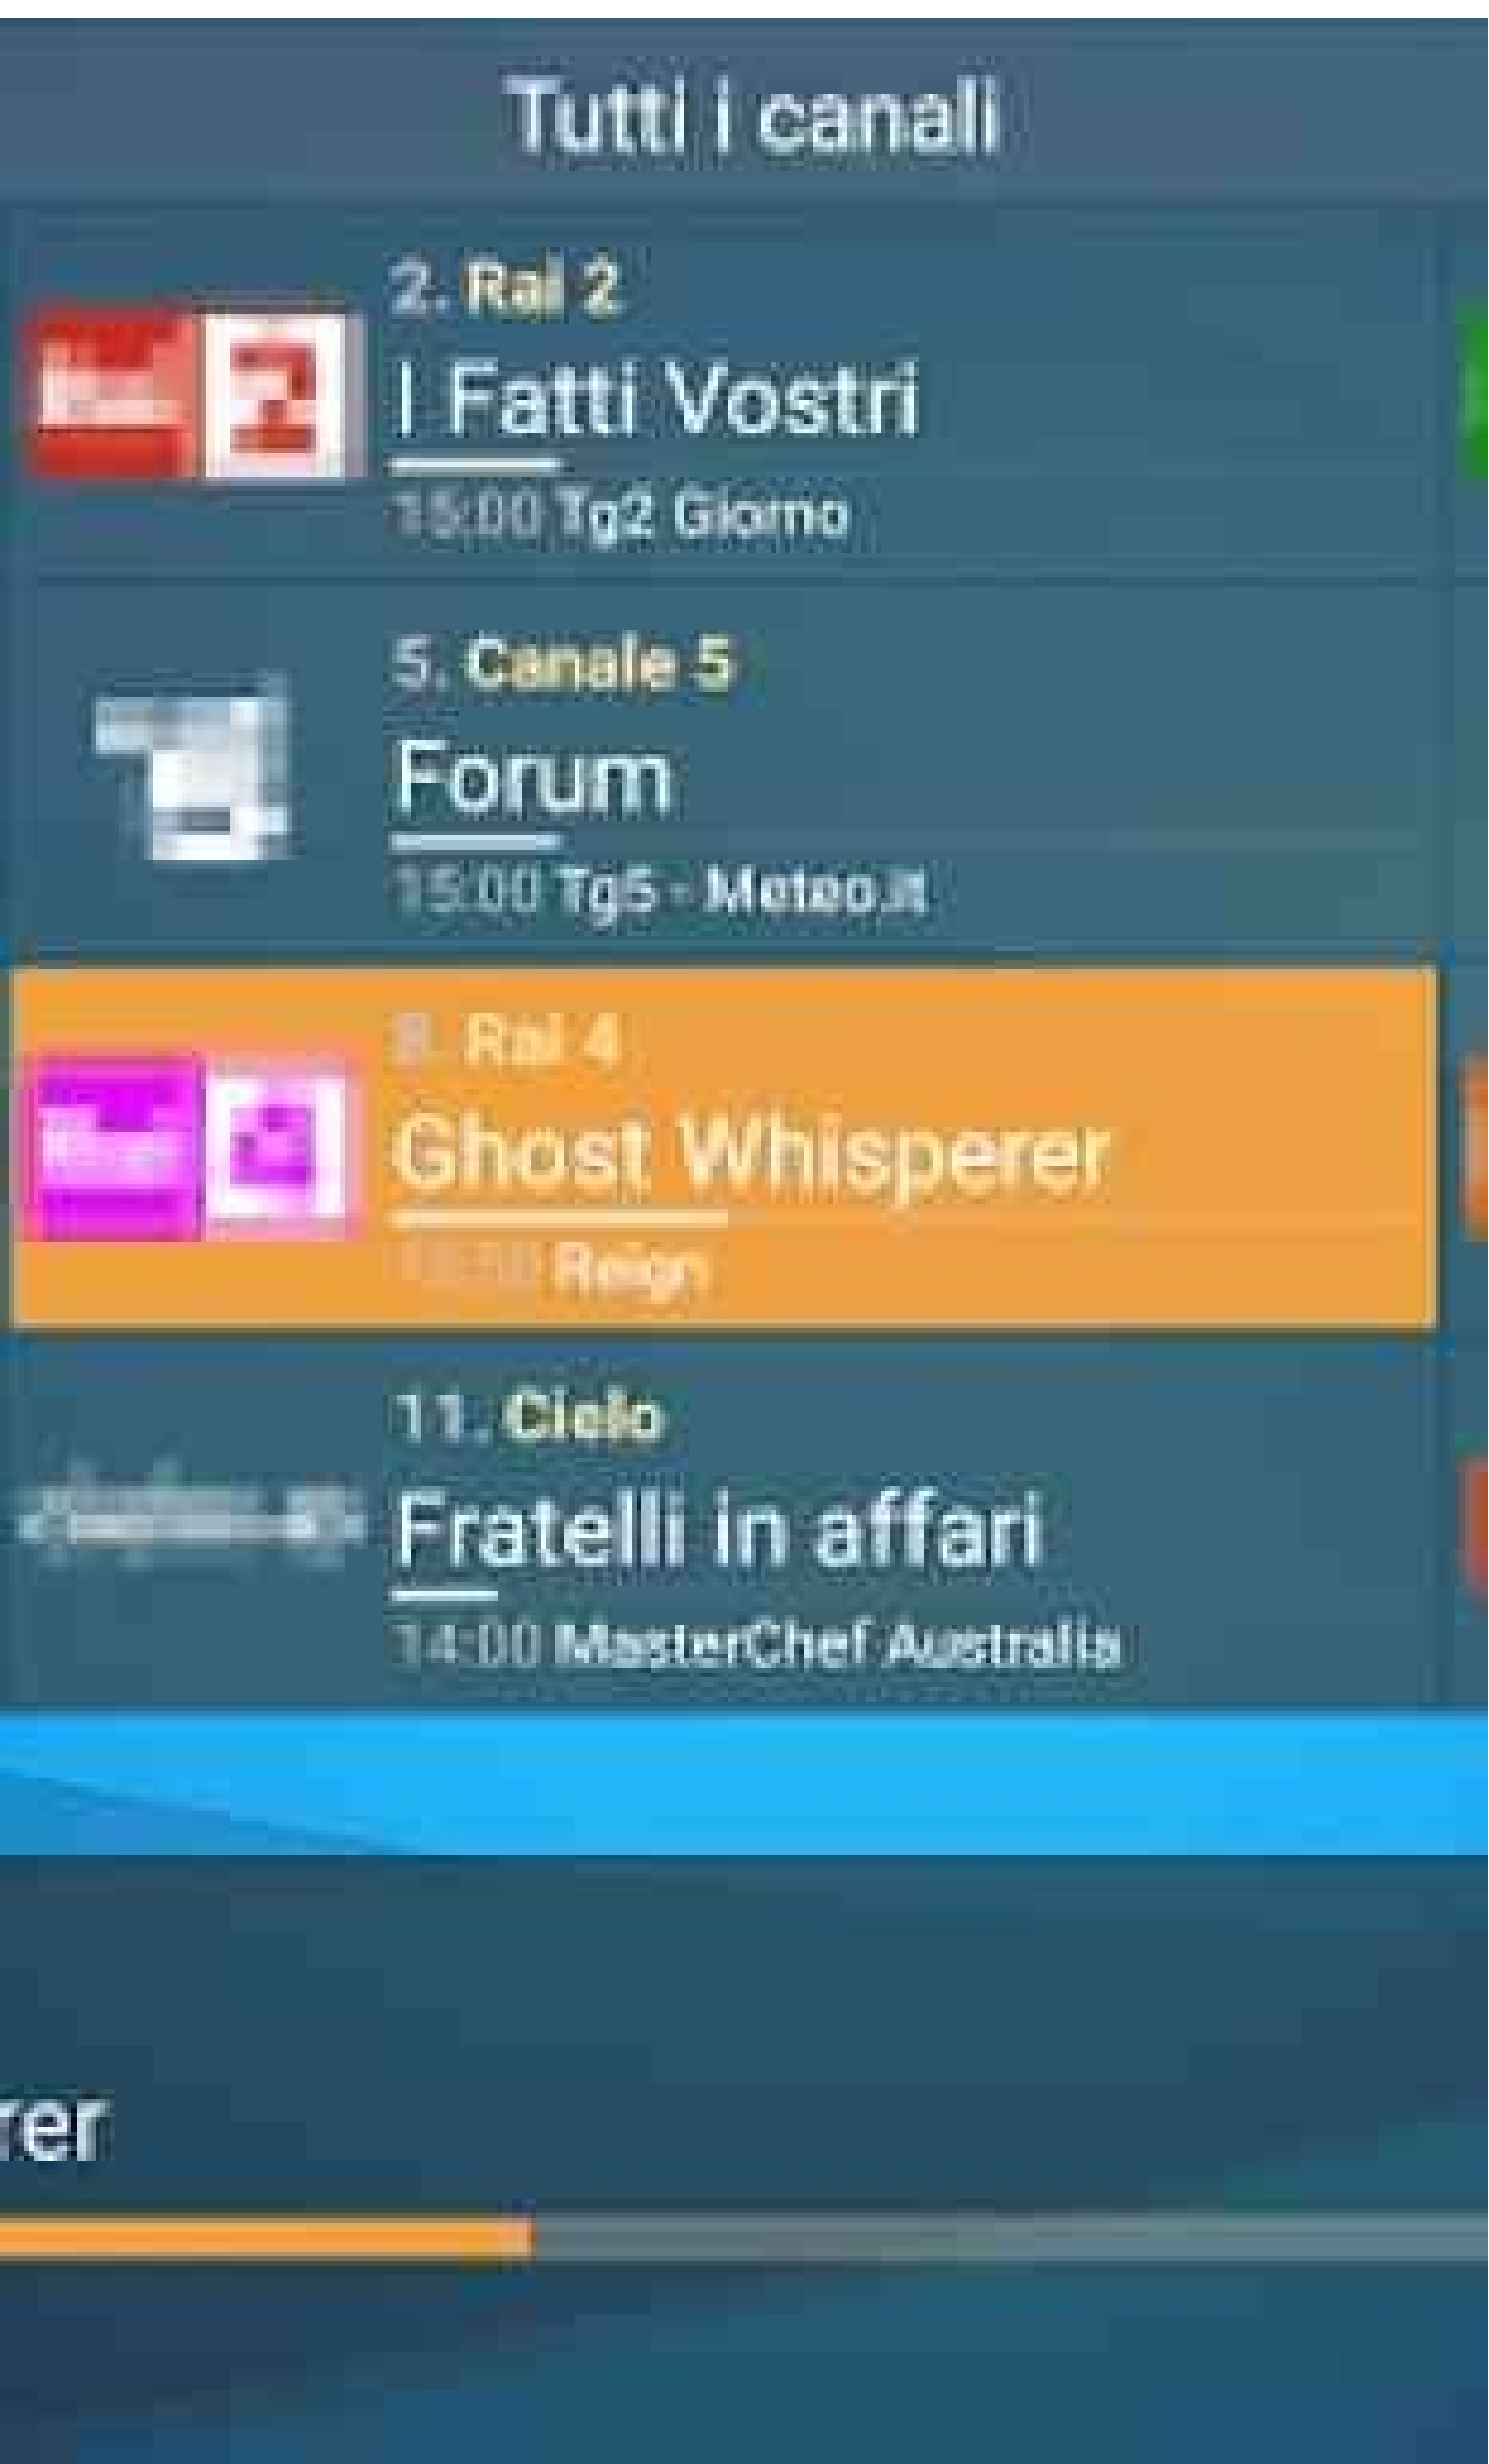 Tutti i canali
2. Rai 2
I Fatti Vostri
15:00 Tg2 Giorno
5. Canale 5
Forum
15:00 Tg5 - Meteo.it
8. Rai 4
Ghost Whisperer
Reign
11. Cielo
Fratelli in affari
14:00 MasterChef Australia
rer